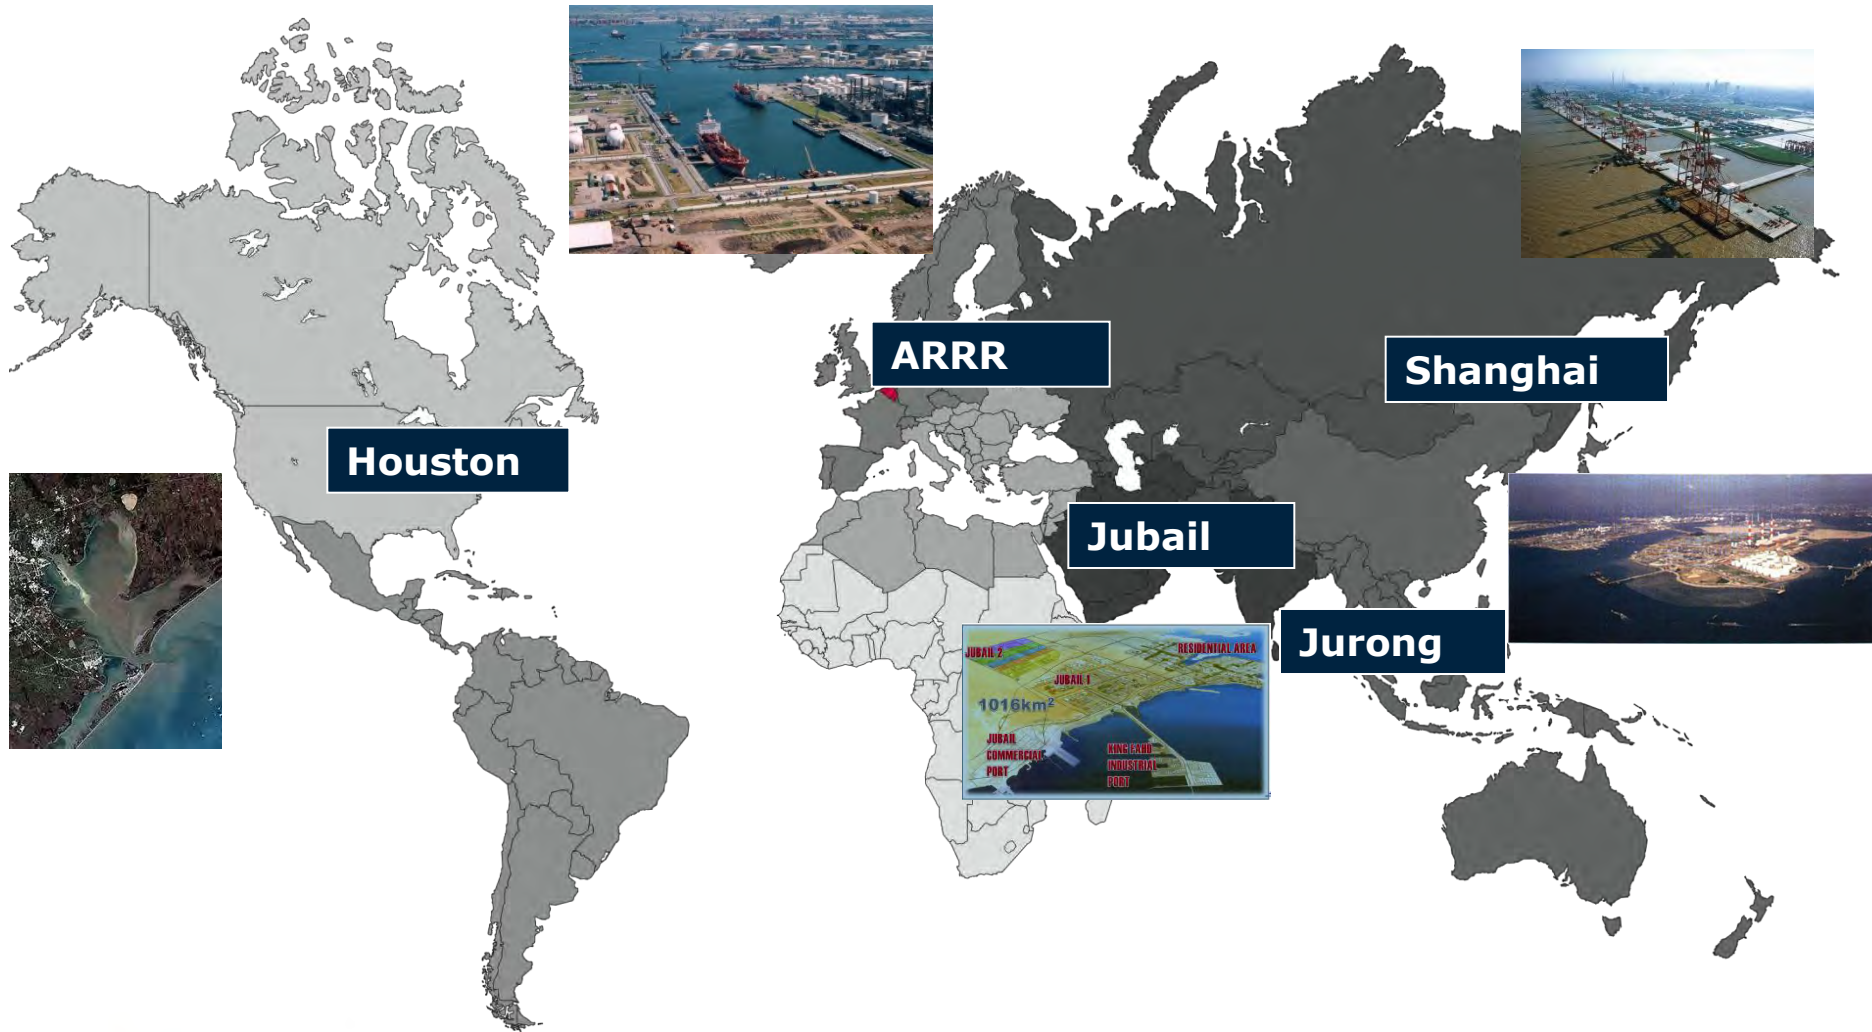 ARRR
Shanghai
Houston
Jubail
Jurong
JUBAIL 2
RESIDENTIAL AREA
JUBAIL 1
1016km²
JUBAIL
COMMERCIAL
PORT
KING FAHD
INDUSTRIAL
PORT